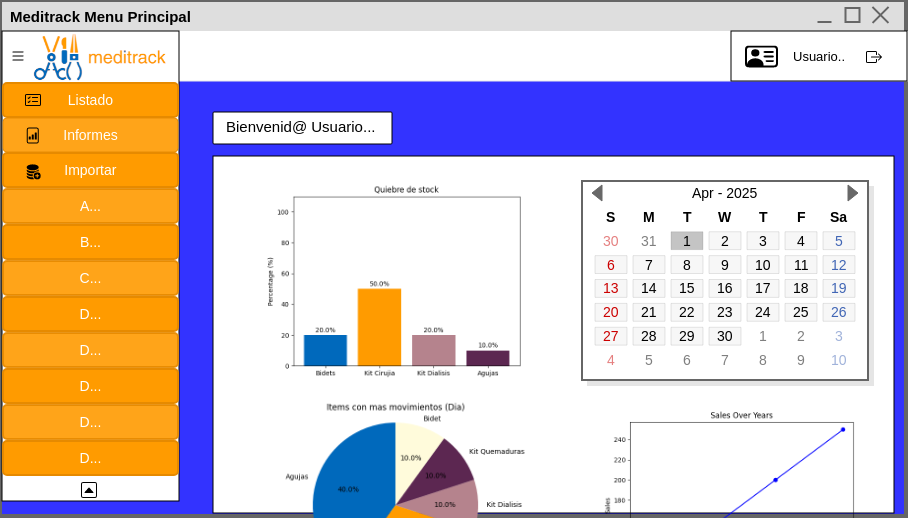 Meditrack Menu Principal
meditrack
Usuario..
Listado
Informes
Importar
A...
B...
C...
D...
D...
D...
D...
D...
Bienvenid@ Usuario...
Quiebre de stock
Percentage (%)
100
80
60
40
20
0
20.0%
50.0%
20.0%
10.0%
Bidets
Kit Cirujia
Kit Dialisis
Agujas
Apr - 2025
S M T W T F Sa
30 31 1 2 3 4 5
6 7 8 9 10 11 12
13 14 15 16 17 18 19
20 21 22 23 24 25 26
27 28 29 30 1 2 3
4 5 6 7 8 9 10
Items con mas movimientos (Dia)
Bidet
Kit Quemaduras
Agujas
Kit Dialisis
10.0%
10.0%
40.0%
10.0%
Sales Over Years
Sales
240
220
200
180